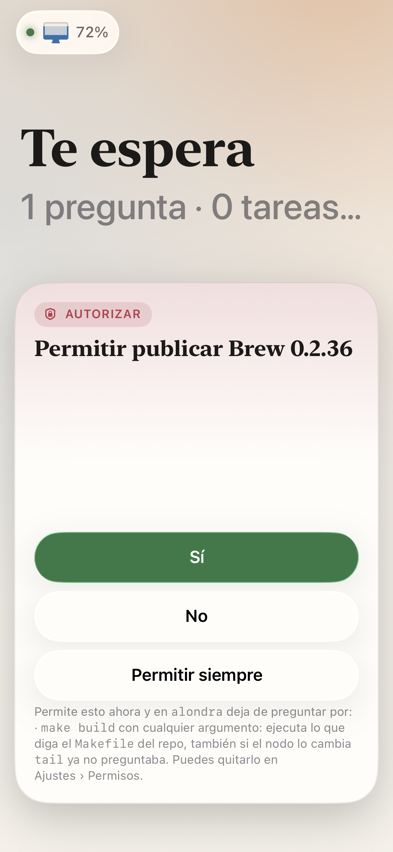 72%
Te espera
1 pregunta · 0 tareas…
AUTORIZAR
Permitir publicar Brew 0.2.36
Sí
No
Permitir siempre
Permite esto ahora y en alondra deja de preguntar por:
· make build con cualquier argumento: ejecuta lo que
diga el Makefile del repo, también si el nodo lo cambia
tail ya no preguntaba. Puedes quitarlo en
Ajustes › Permisos.